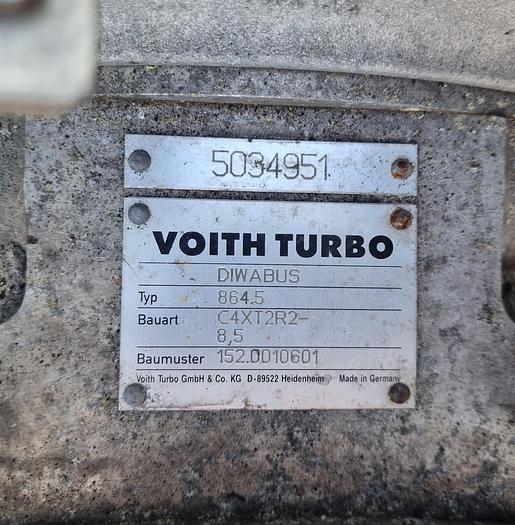 5034951
VOITH TURBO
DIWABUS
Typ 864.5
Bauart C4XT2R2-
8,5
Baumuster 152.0010601
Voith Turbo GmbH & Co. KG D-89522 Heidenheim Made in Germany